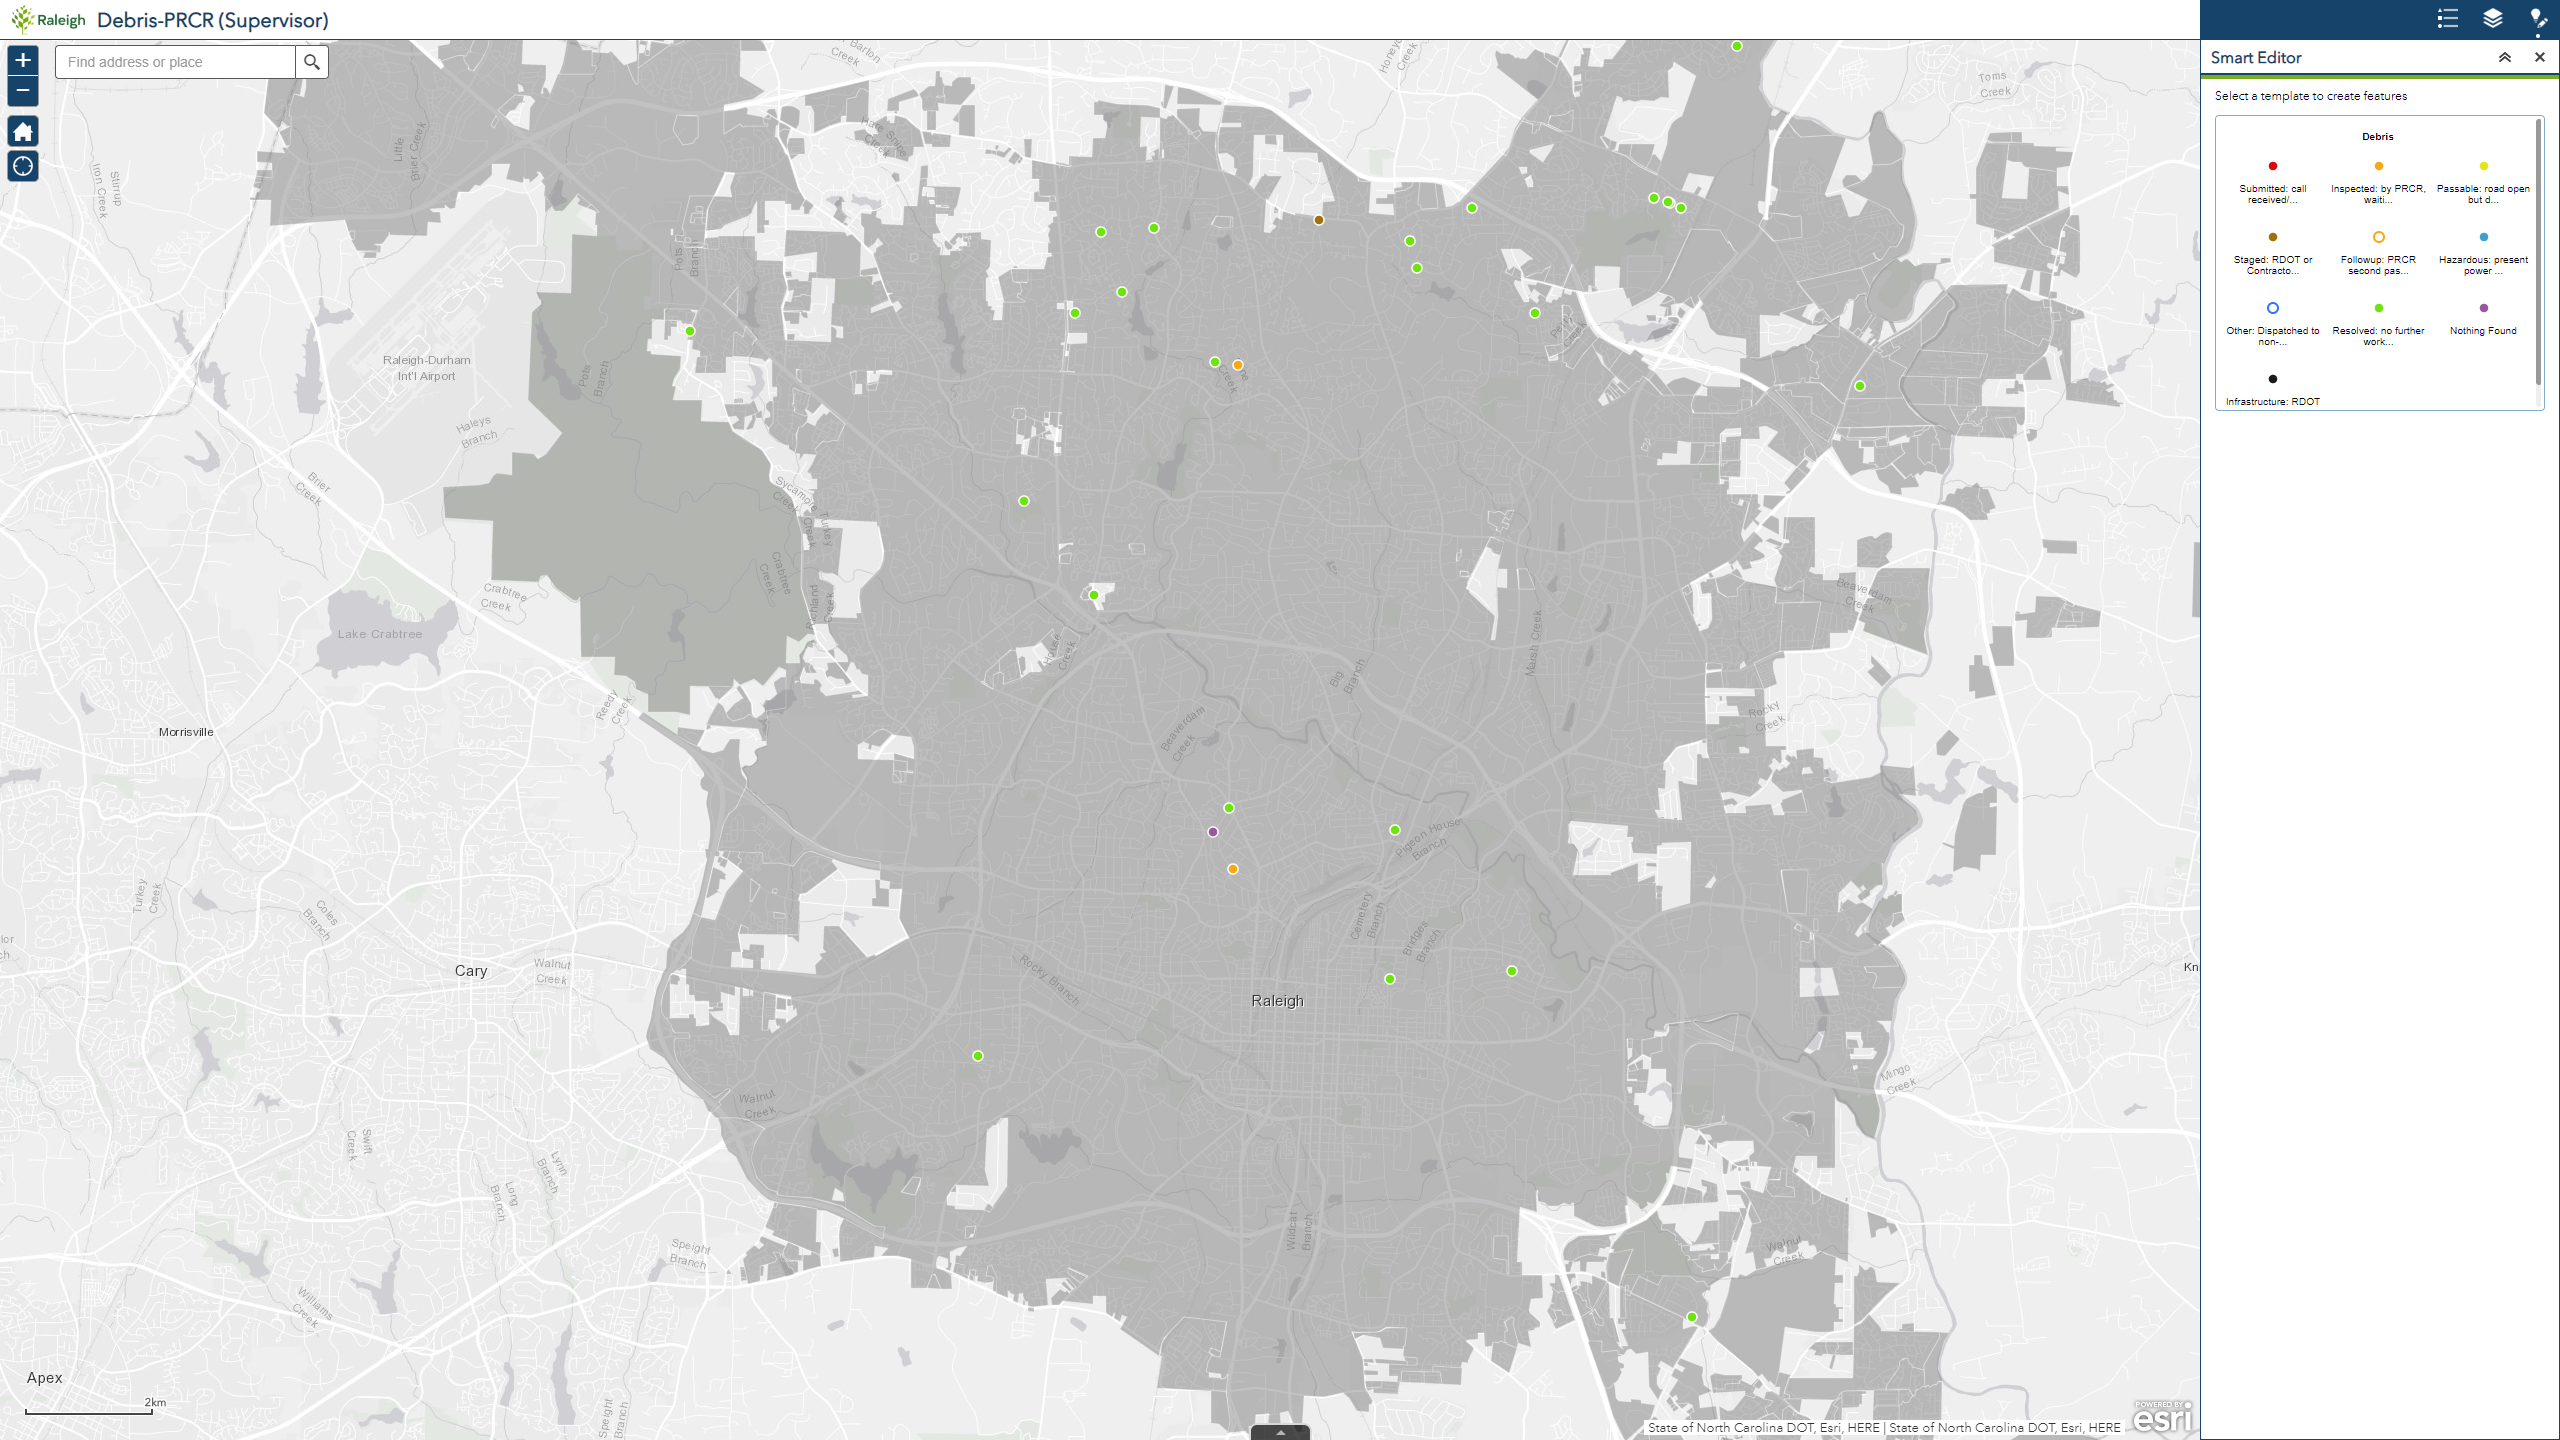 Raleigh
Debris-PRCR (Supervisor)
Find address or place
Smart Editor
Select a template to create features
Debris
Submitted: call
received/...
Inspected: by PRCR,
waiti...
Passable: road open
but d...
Staged: RDOT or
Contracto...
Followup: PRCR
second pas...
Hazardous: present
power ...
Other: Dispatched to
non-...
Resolved: no further
work...
Nothing Found
Infrastructure: RDOT
Barton
Creek
Creek
Toms
Creek
Little
Brier Creek
Stirrup
Iron Creek
Hare Snipe
Creek
Pots
Branch
Raleigh-Durham
Int'l Airport
Pots
Branch
Haleys
Branch
Brier
Creek
Sycamore
Creek
Turkey
Creek
Crabtree
Creek
Crabtree
Creek
Richland
Creek
Lake Crabtree
House
Creek
Big
Branch
Marsh Creek
Beaverdam
Creek
Reedy
Creek
Rocky
Creek
Morrisville
Beaverdam
Creek
Pigeon House
Branch
Turkey
Creek
Coles
Branch
Cemetery
Branch
Bridges
Branch
Cary
Walnut
Creek
Rocky Branch
Raleigh
Kni
Mingo
Creek
Walnut
Creek
Swift
Creek
Lynn
Branch
Long
Branch
Speight
Branch
Wildcat
Branch
Walnut
Creek
Williams
Creek
Apex
2km
Speight
Branch
State of North Carolina DOT, Esri, HERE | State of North Carolina DOT, Esri, HERE
POWERED BY
esri